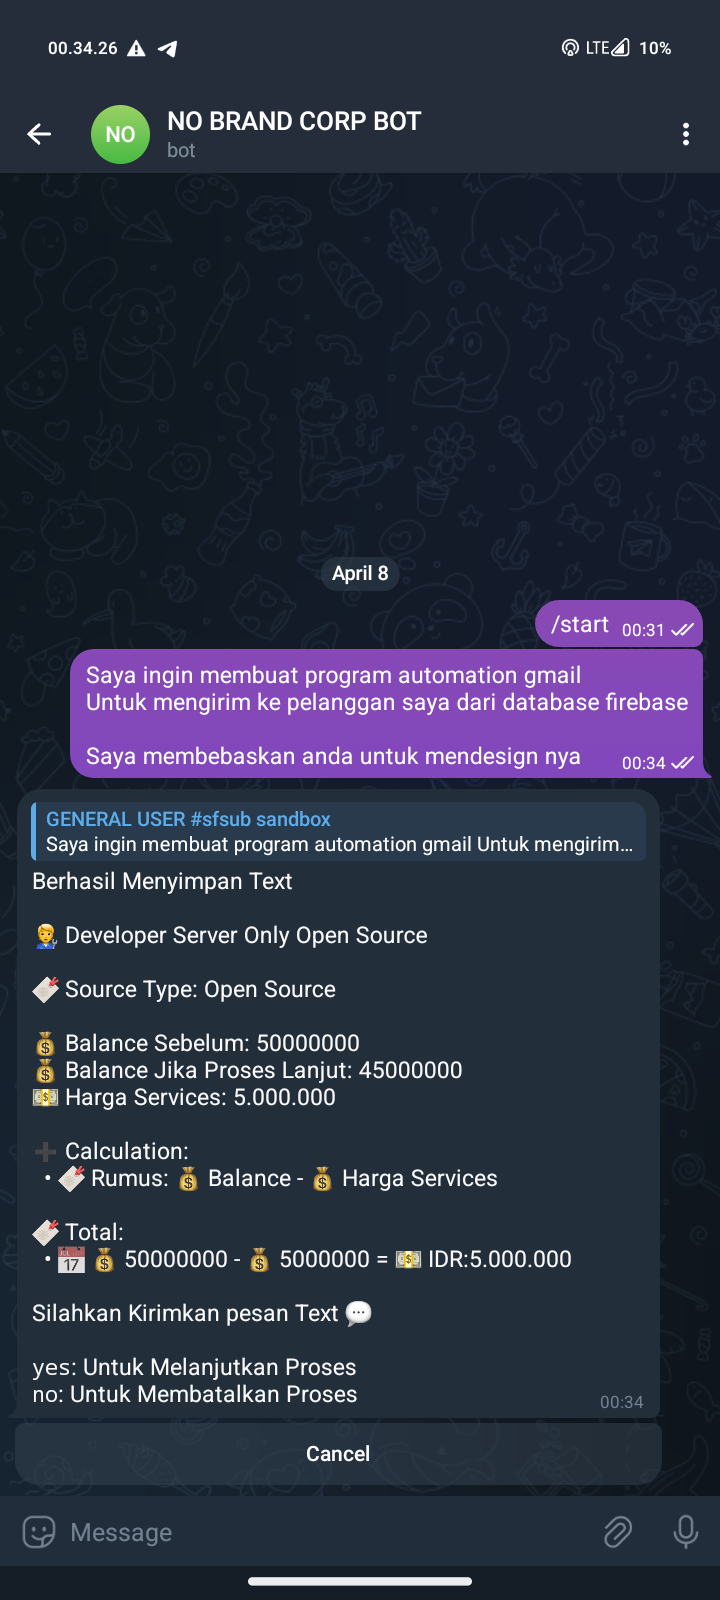 00.34.26
LTE 10%
NO
NO BRAND CORP BOT
bot
April 8
/start 00:31
Saya ingin membuat program automation gmail
Untuk mengirim ke pelanggan saya dari database firebase
Saya membebaskan anda untuk mendesign nya 00:34
GENERAL USER #sfsub sandbox
Saya ingin membuat program automation gmail Untuk mengirim...
Berhasil Menyimpan Text
👨‍🔧 Developer Server Only Open Source
🔖 Source Type: Open Source
💰 Balance Sebelum: 50000000
💰 Balance Jika Proses Lanjut: 45000000
💵 Harga Services: 5.000.000
➕ Calculation:
• 🔖 Rumus: 💰 Balance - 💰 Harga Services
🔖 Total:
• 📅 💰 50000000 - 💰 5000000 = 💵 IDR:5.000.000
Silahkan Kirimkan pesan Text 💬
yes: Untuk Melanjutkan Proses
no: Untuk Membatalkan Proses
00:34
Cancel
Message